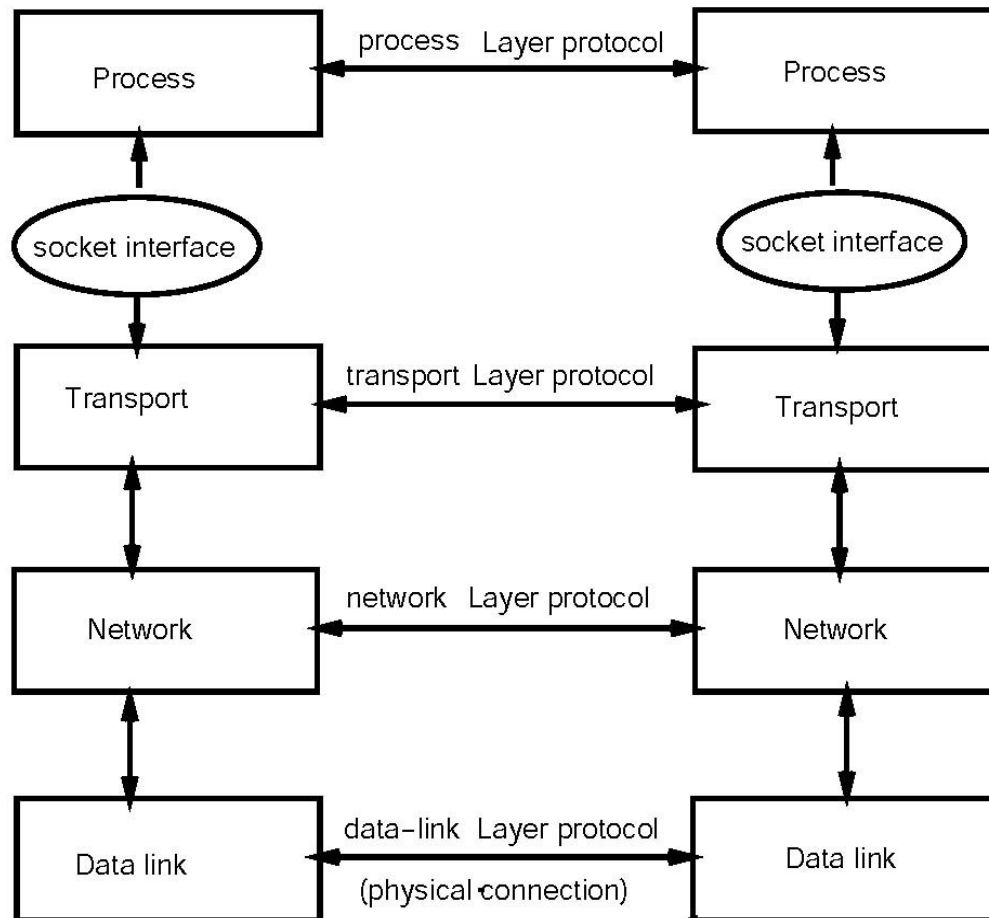 process Layer protocol
Process
Process
socket interface
socket interface
transport Layer protocol
Transport
Transport
network Layer protocol
Network
Network
data-link Layer protocol
Data link
Data link
(physical connection)